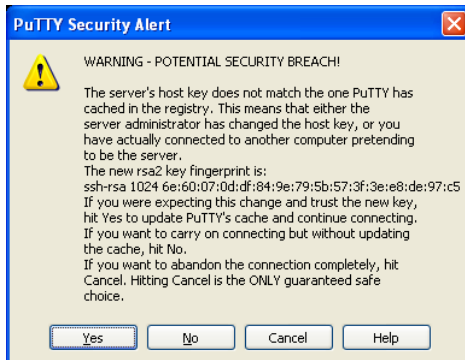 PuTTY Security Alert
WARNING - POTENTIAL SECURITY BREACH!
The server's host key does not match the one PuTTY has
cached in the registry. This means that either the
server administrator has changed the host key, or you
have actually connected to another computer pretending
to be the server.
The new rsa2 key fingerprint is:
ssh-rsa 1024 6e:60:07:0d:df:84:9e:79:5b:57:3f:3e:e8:de:97:c5
If you were expecting this change and trust the new key,
hit Yes to update PuTTY's cache and continue connecting.
If you want to carry on connecting but without updating
the cache, hit No.
If you want to abandon the connection completely, hit
Cancel. Hitting Cancel is the ONLY guaranteed safe
choice.
Yes No Cancel Help